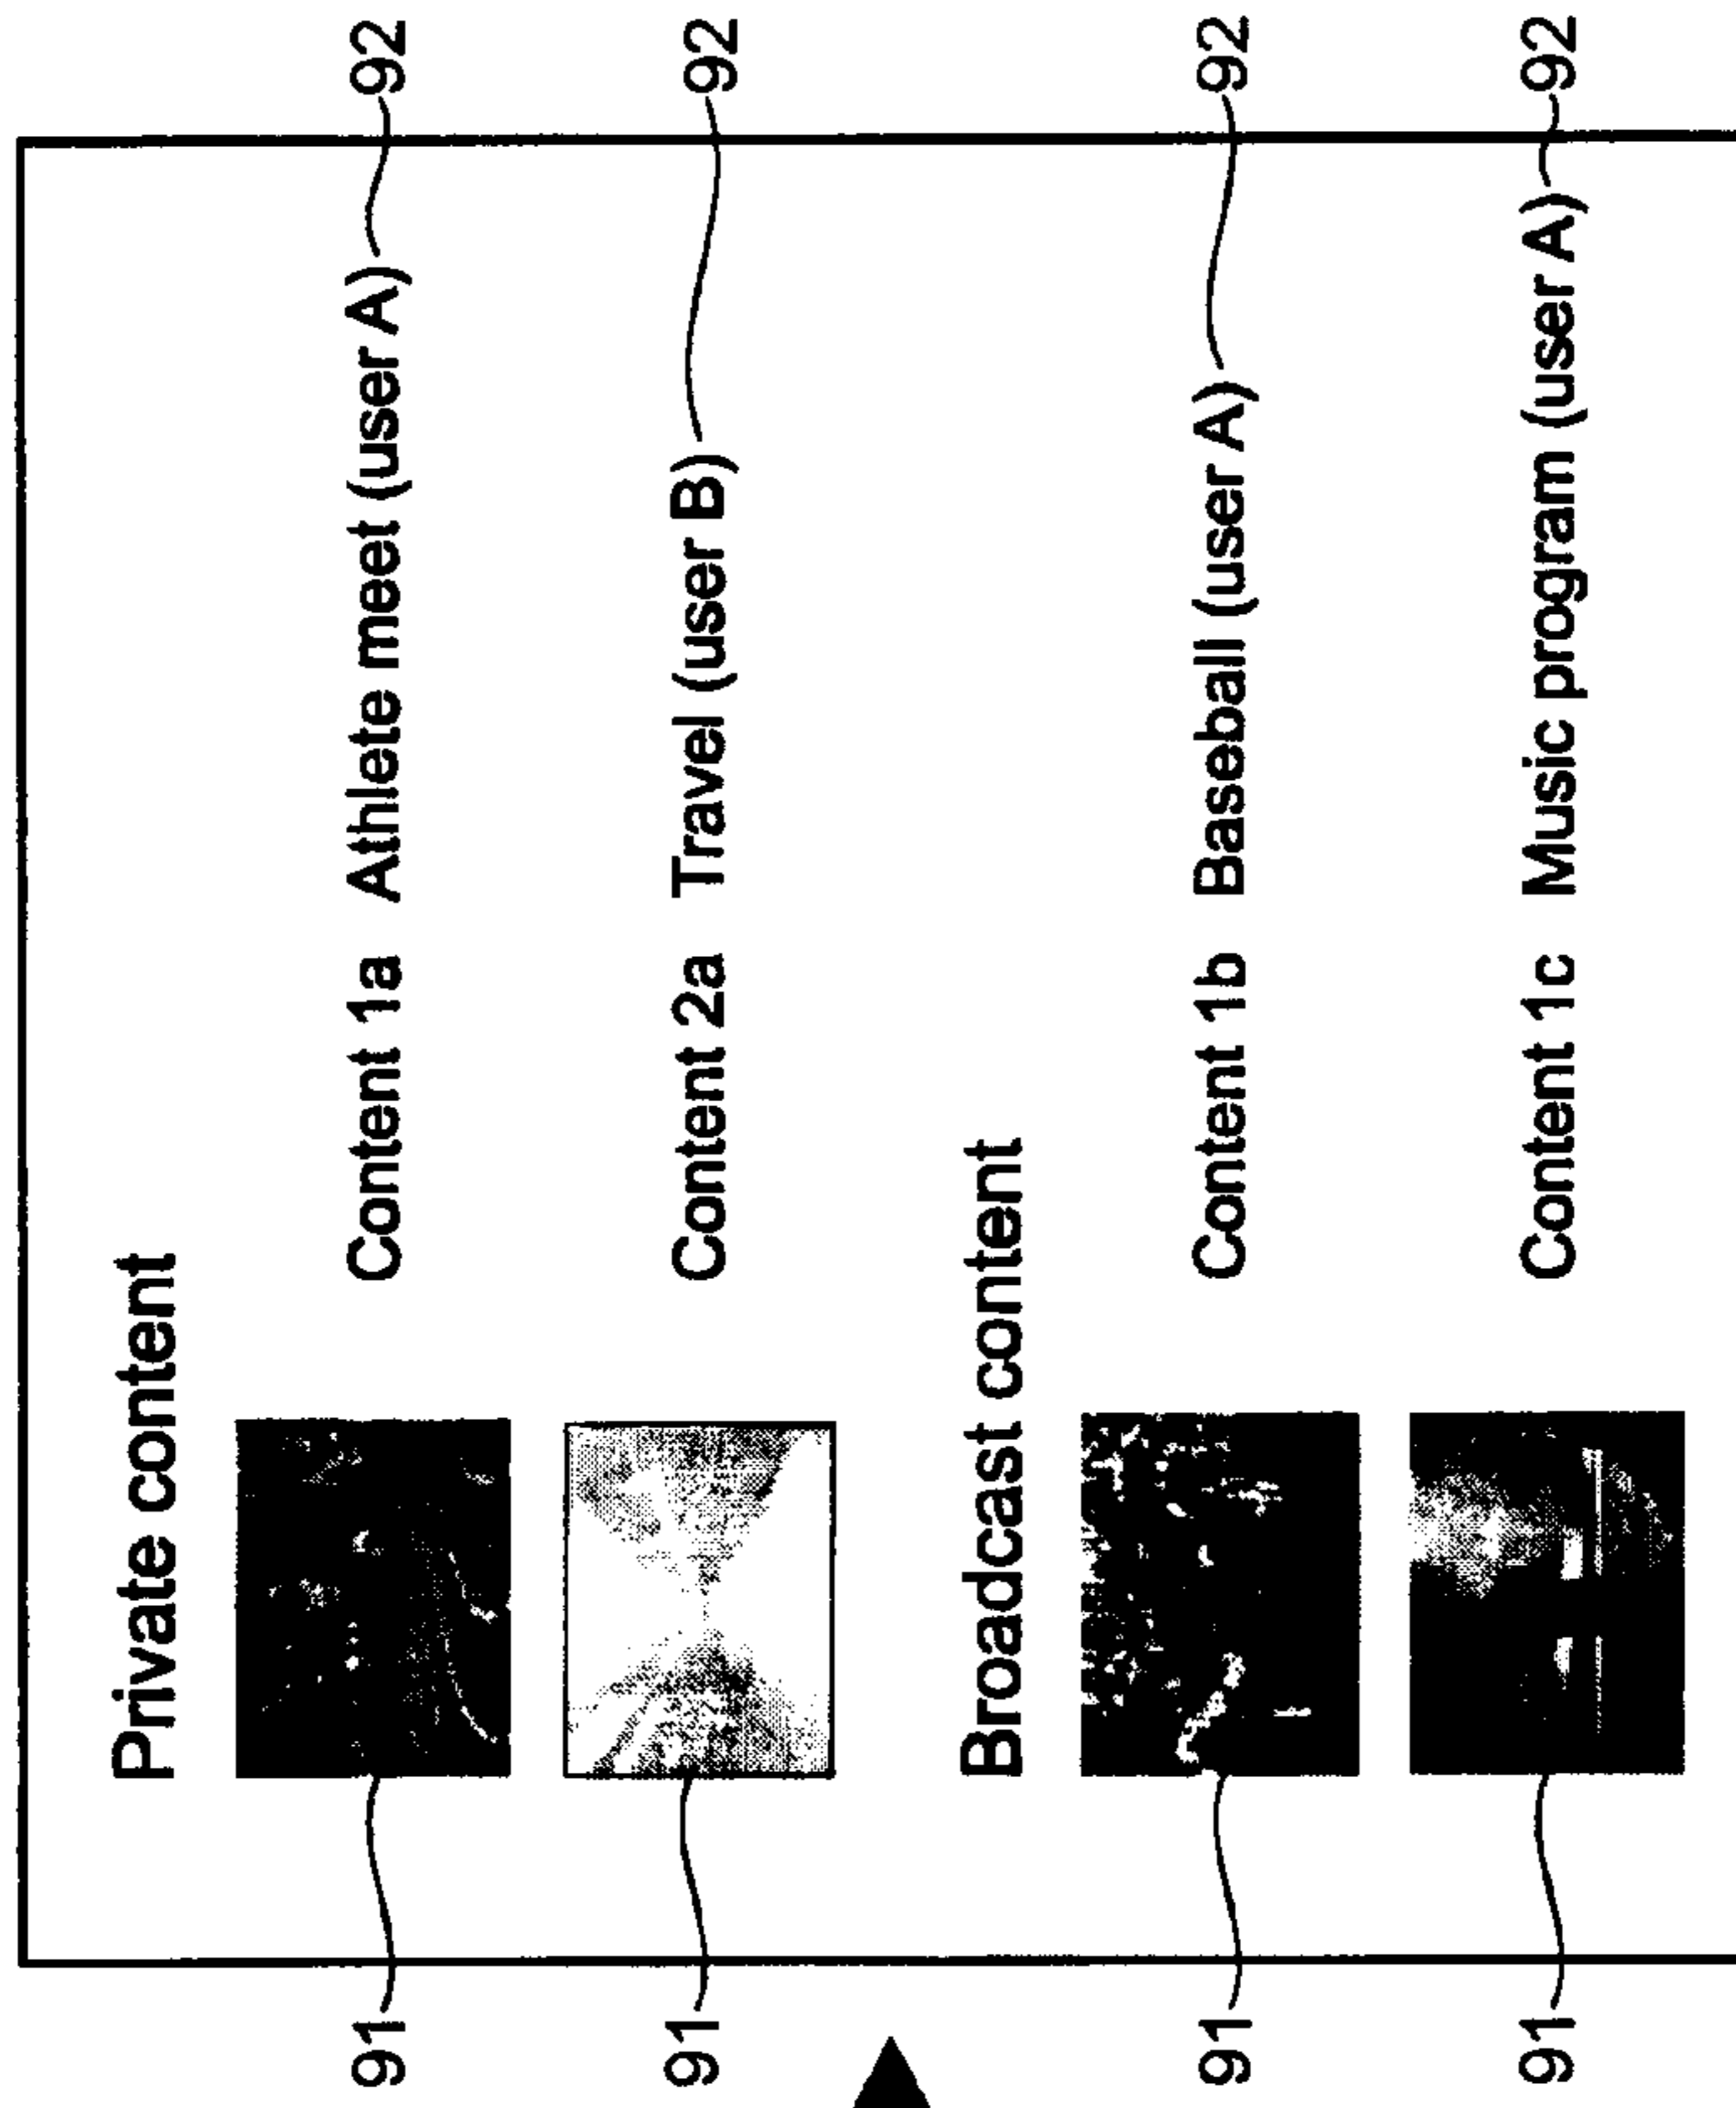 Private content
91 Content 1a Athlete meet (user A) 92
91 Content 2a Travel (user B) 92
Broadcast content
91 Content 1b Baseball (user A) 92
91 Content 1c Music program (user A) 92